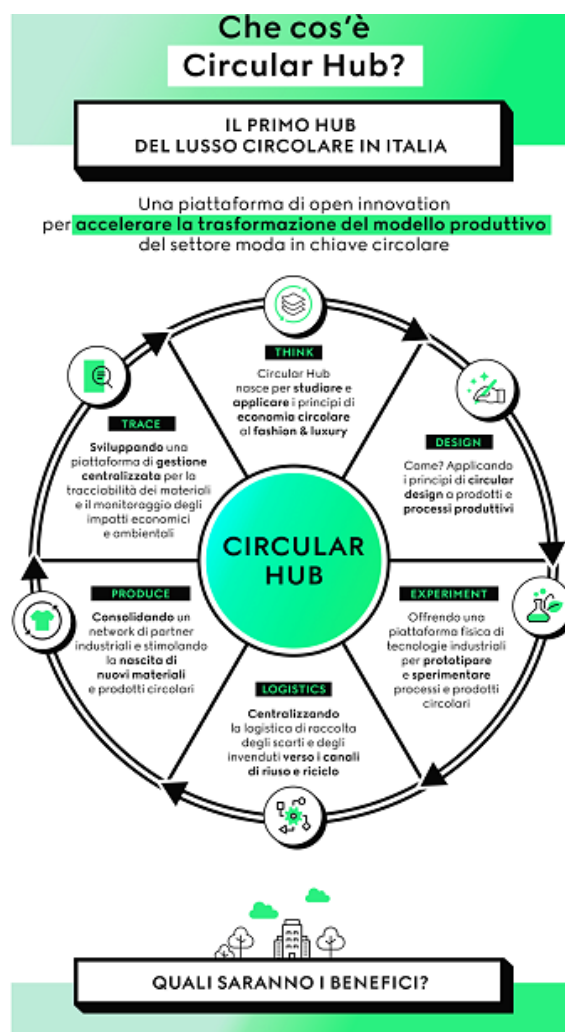 Che cos'è
Circular Hub?
IL PRIMO HUB
DEL LUSSO CIRCOLARE IN ITALIA
Una piattaforma di open innovation
per accelerare la trasformazione del modello produttivo
del settore moda in chiave circolare
THINK
Circular Hub
nasce per studiare e
applicare i principi di
economia circolare
al fashion & luxury
DESIGN
Come? Applicando
i principi di circular
design a prodotti e
processi produttivi
EXPERIMENT
Offrendo una
piattaforma fisica di
tecnologie industriali
per prototipare
e sperimentare
processi e prodotti
circolari
LOGISTICS
Centralizzando
la logistica di raccolta
degli scarti e degli
invenduti verso i canali
di riuso e riciclo
PRODUCE
Consolidando un
network di partner
industriali e stimolando
la nascita di
nuovi materiali
e prodotti circolari
TRACE
Sviluppando una
piattaforma di gestione
centralizzata per la
tracciabilità dei materiali
e il monitoraggio degli
impatti economici
e ambientali
CIRCULAR
HUB
QUALI SARANNO I BENEFICI?